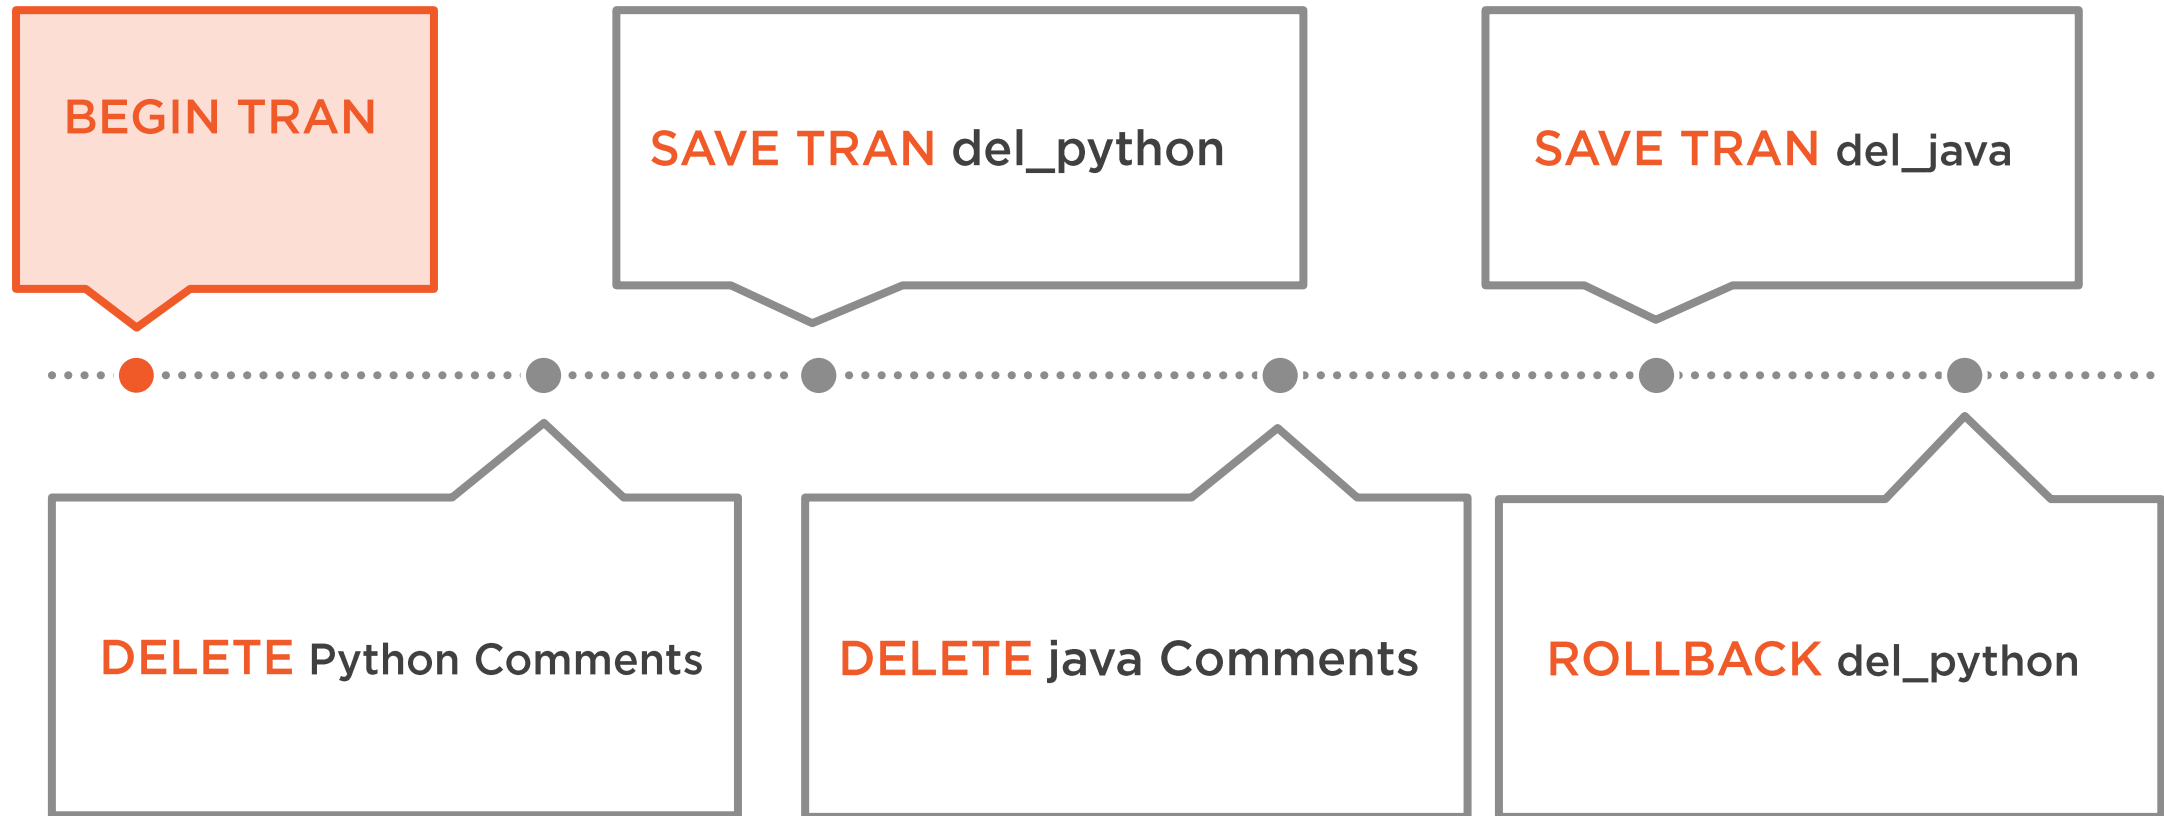 BEGIN TRAN
SAVE TRAN del_python
SAVE TRAN del_java
DELETE Python Comments
DELETE java Comments
ROLLBACK del_python